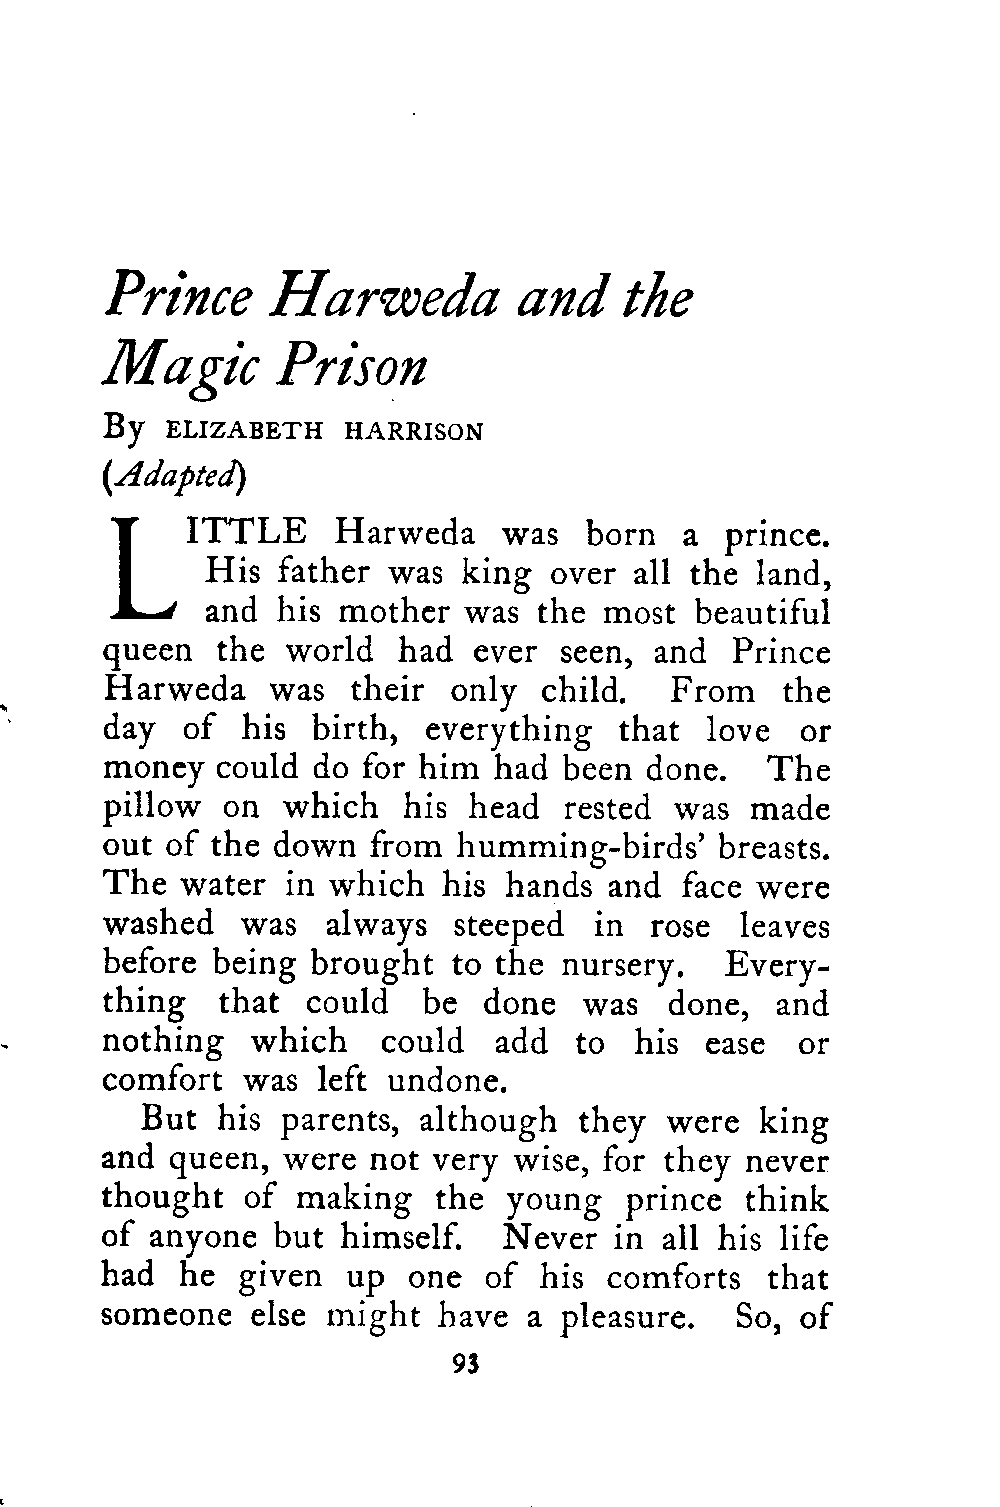 Prince Harweda and the
Magic Prison
By ELIZABETH HARRISON
(Adapted)
LITTLE Harweda was born a prince.
His father was king over all the land,
and his mother was the most beautiful
queen the world had ever seen, and Prince
Harweda was their only child. From the
day of his birth, everything that love or
money could do for him had been done. The
pillow on which his head rested was made
out of the down from humming-birds' breasts.
The water in which his hands and face were
washed was always steeped in rose leaves
before being brought to the nursery. Every-
thing that could be done was done, and
nothing which could add to his ease or
comfort was left undone.
But his parents, although they were king
and queen, were not very wise, for they never
thought of making the young prince think
of anyone but himself. Never in all his life
had he given up one of his comforts that
someone else might have a pleasure. So, of
93